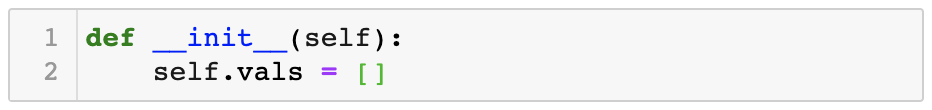 1 def __init__(self):
2     self.vals = []